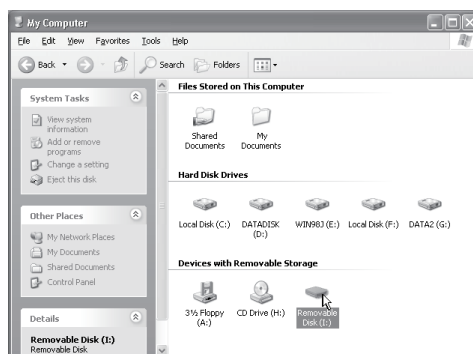 My Computer
File Edit View Favorites Tools Help
Back Search Folders
System Tasks
View system
information
Add or remove
programs
Change a setting
Eject this disk
Other Places
My Network Places
My Documents
Shared Documents
Control Panel
Details
Removable Disk (I:)
Removable Disk
Files Stored on This Computer
Shared
Documents
My
Documents
Hard Disk Drives
Local Disk (C:)
DATADISK
(D:)
WIN98J (E:)
Local Disk (F:)
DATA2 (G:)
Devices with Removable Storage
3½ Floppy
(A:)
CD Drive (H:)
Removable
Disk (I:)